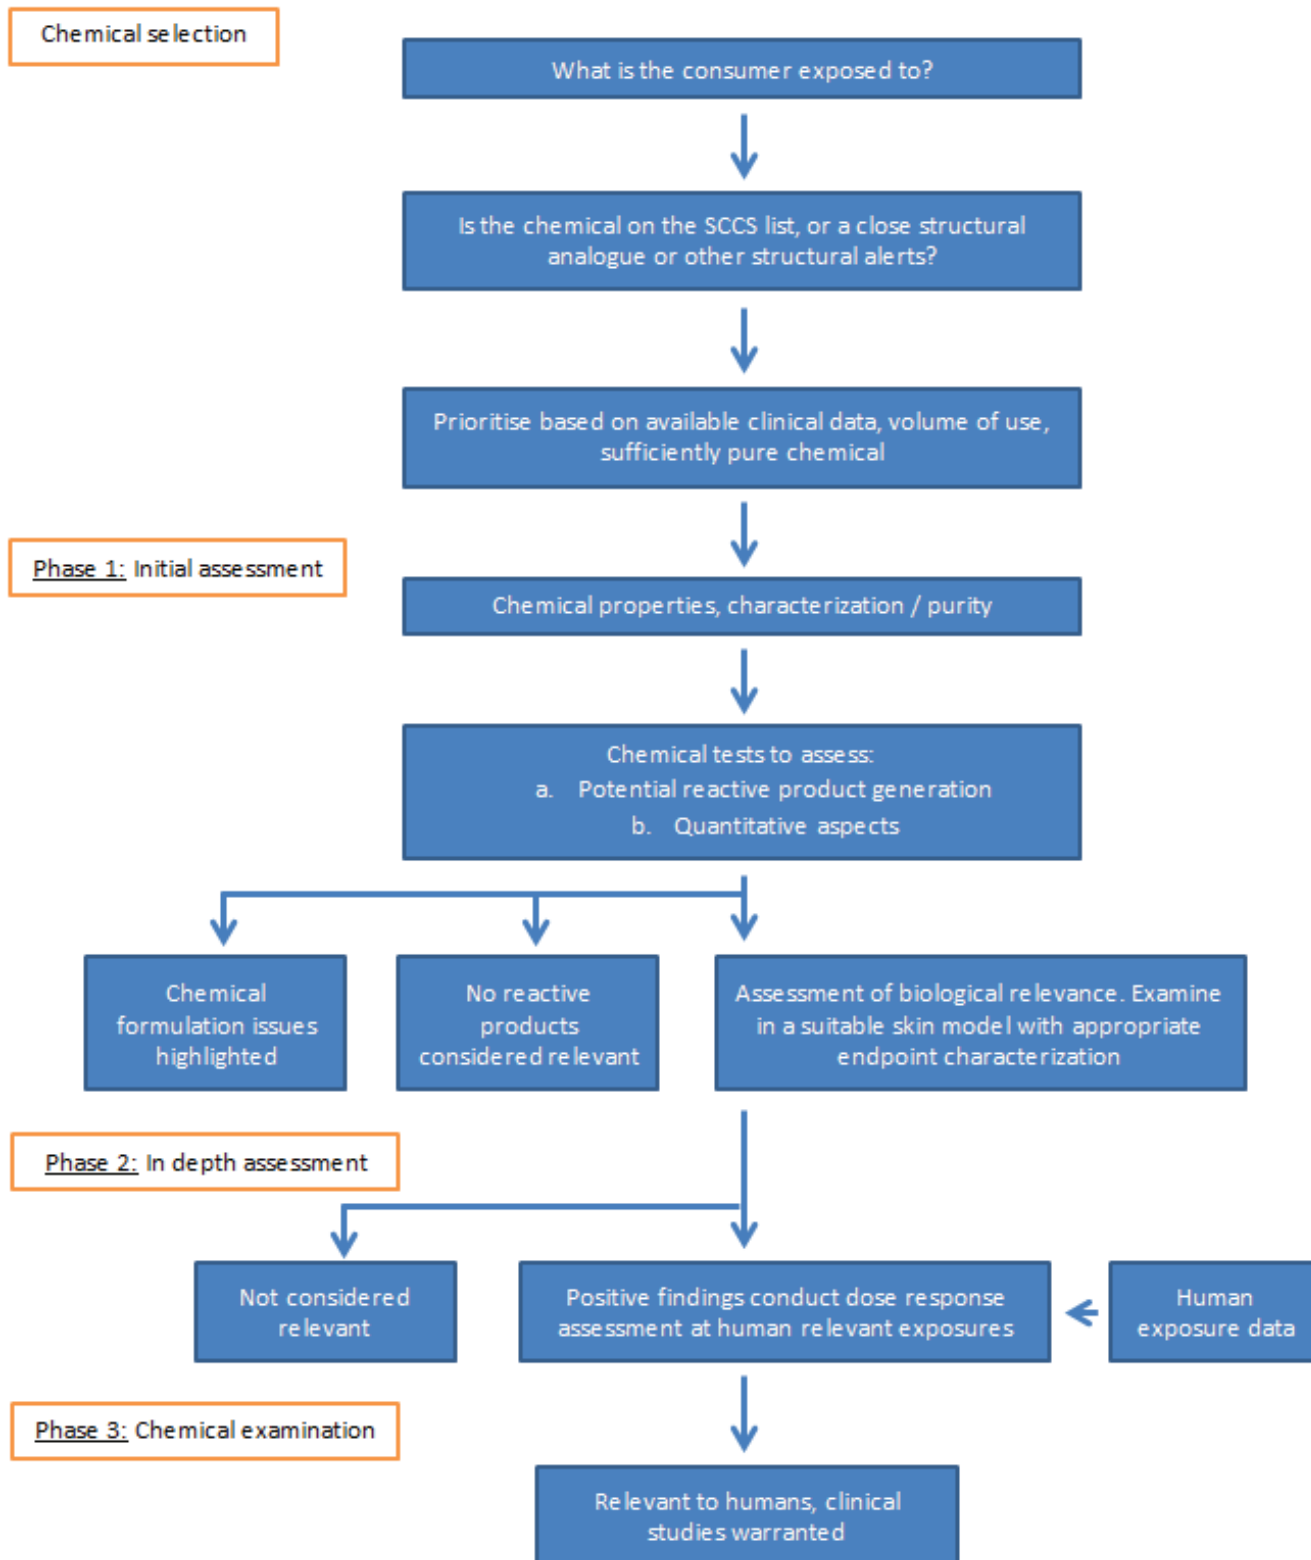 Chemical selection
What is the consumer exposed to?
Is the chemical on the SCCS list, or a close structural
analogue or other structural alerts?
Prioritise based on available clinical data, volume of use,
sufficiently pure chemical
Phase 1: Initial assessment
Chemical properties, characterization / purity
Chemical tests to assess:
a. Potential reactive product generation
b. Quantitative aspects
Chemical
formulation issues
highlighted
No reactive
products
considered relevant
Assessment of biological relevance. Examine
in a suitable skin model with appropriate
endpoint characterization
Phase 2: In depth assessment
Not considered
relevant
Positive findings conduct dose response
assessment at human relevant exposures
Human
exposure data
Phase 3: Chemical examination
Relevant to humans, clinical
studies warranted